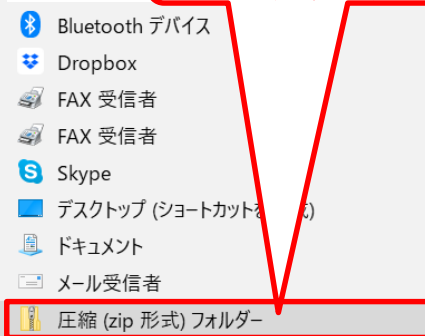 Bluetooth デバイス
Dropbox
FAX 受信者
FAX 受信者
Skype
デスクトップ (ショートカットを)
ドキュメント
メール受信者
圧縮 (zip 形式) フォルダー